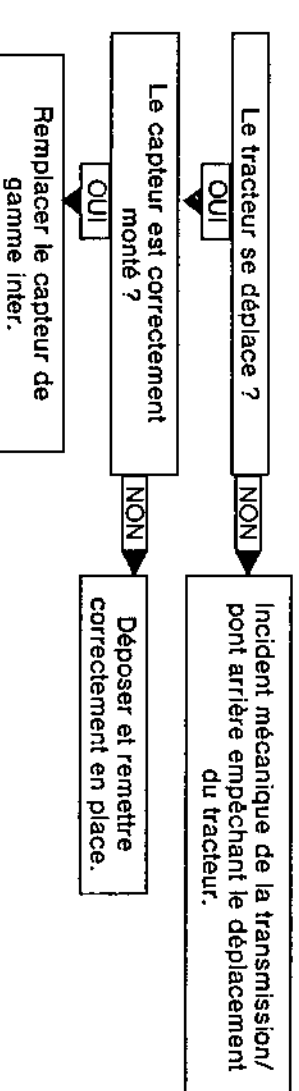 Le tracteur se déplace ?
NON
Incident mécanique de la transmission/
pont arrière empêchant le déplacement
du tracteur.
OUI
Le capteur est correctement
monté ?
NON
Déposer et remettre
correctement en place.
OUI
Remplacer le capteur de
gamme inter.